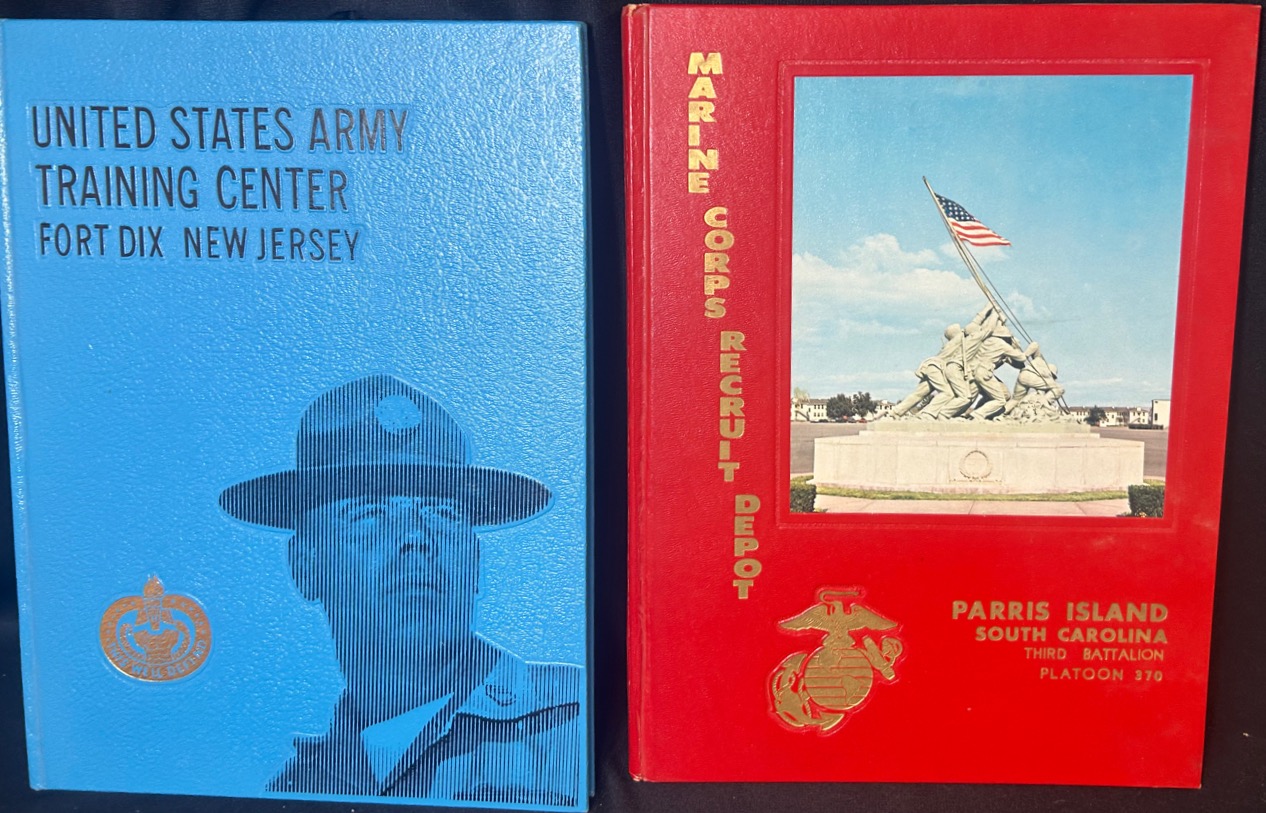 UNITED STATES ARMY
TRAINING CENTER
FORT DIX NEW JERSEY
MARINE CORPS RECRUIT DEPOT
PARRIS ISLAND
SOUTH CAROLINA
THIRD BATTALION
PLATOON 370